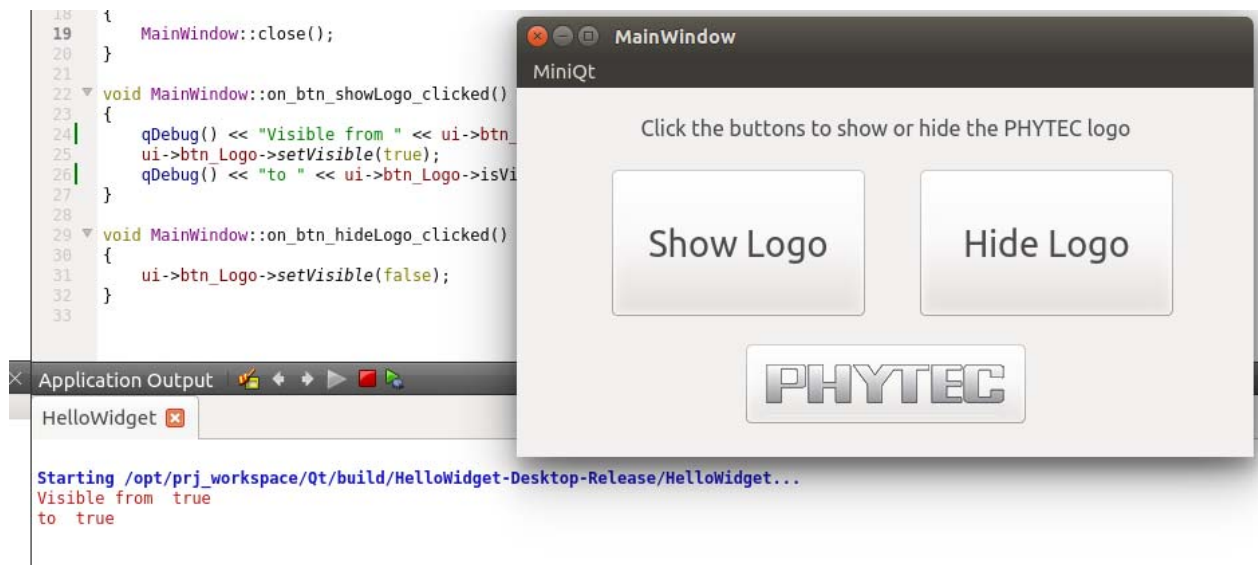 18 {
19 MainWindow::close();
20 }
21
22 void MainWindow::on_btn_showLogo_clicked()
23 {
24 qDebug() << "Visible from " << ui->btn_
25 ui->btn_Logo->setVisible(true);
26 qDebug() << "to " << ui->btn_Logo->isVi
27 }
28
29 void MainWindow::on_btn_hideLogo_clicked()
30 {
31 ui->btn_Logo->setVisible(false);
32 }
33
MainWindow
MiniQt
Click the buttons to show or hide the PHYTEC logo
Show Logo
Hide Logo
PHYTEC
Application Output
HelloWidget
Starting /opt/prj_workspace/Qt/build/HelloWidget-Desktop-Release/HelloWidget...
Visible from  true
to  true